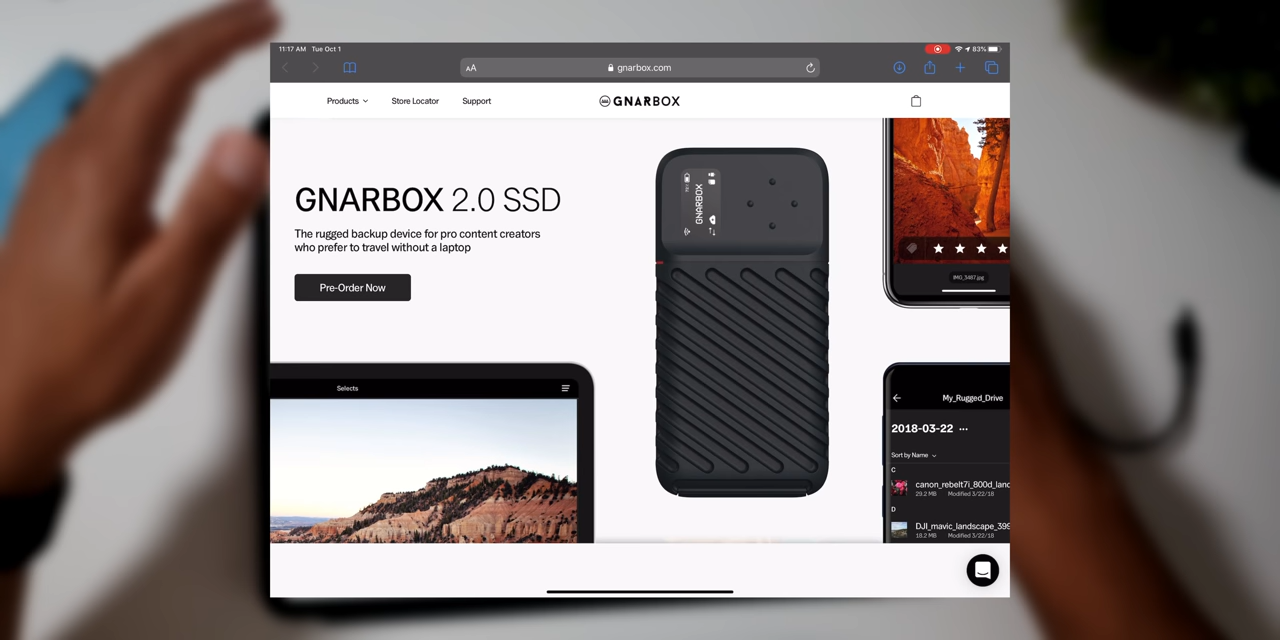 11:17 AM Tue Oct 1
83%
AA
gnarbox.com
Products
Store Locator
Support
GNARBOX
GNARBOX 2.0 SSD
The rugged backup device for pro content creators
who prefer to travel without a laptop
Pre-Order Now
GNARBOX
IMG_3467.jpg
Selects
My_Rugged_Drive
2018-03-22 ...
Sort by Name
C
canon_rebelt7i_800d_land
29.2 MB Modified 3/22/18
D
DJI_mavic_landscape_399
18.2 MB Modified 3/22/18